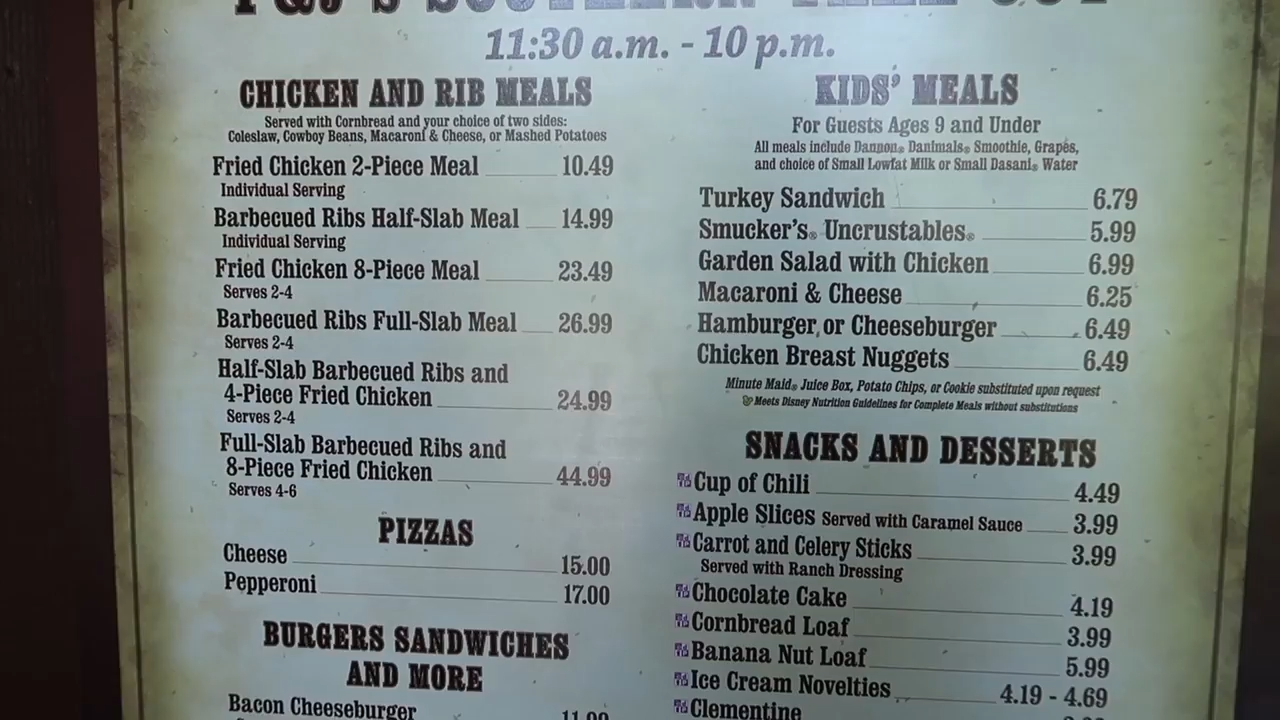 P&J'S SOUTHERN TAKE OUT
11:30 a.m. - 10 p.m.
CHICKEN AND RIB MEALS
Served with Cornbread and your choice of two sides:
Coleslaw, Cowboy Beans, Macaroni & Cheese, or Mashed Potatoes
Fried Chicken 2-Piece Meal 10.49
Individual Serving
Barbecued Ribs Half-Slab Meal 14.99
Individual Serving
Fried Chicken 8-Piece Meal 23.49
Serves 2-4
Barbecued Ribs Full-Slab Meal 26.99
Serves 2-4
Half-Slab Barbecued Ribs and
4-Piece Fried Chicken 24.99
Serves 2-4
Full-Slab Barbecued Ribs and
8-Piece Fried Chicken 44.99
Serves 4-6
PIZZAS
Cheese 15.00
Pepperoni 17.00
BURGERS SANDWICHES
AND MORE
Bacon Cheeseburger 11.99
KIDS' MEALS
For Guests Ages 9 and Under
All meals include Dannon® Danimals® Smoothie, Grapes,
and choice of Small Lowfat Milk or Small Dasani® Water
Turkey Sandwich 6.79
Smucker's® Uncrustables® 5.99
Garden Salad with Chicken 6.99
Macaroni & Cheese 6.25
Hamburger, or Cheeseburger 6.49
Chicken Breast Nuggets 6.49
Minute Maid® Juice Box, Potato Chips, or Cookie substituted upon request
Meets Disney Nutrition Guidelines for Complete Meals without substitutions
SNACKS AND DESSERTS
Cup of Chili 4.49
Apple Slices Served with Caramel Sauce 3.99
Carrot and Celery Sticks 3.99
Served with Ranch Dressing
Chocolate Cake 4.19
Cornbread Loaf 3.99
Banana Nut Loaf 5.99
Ice Cream Novelties 4.19 - 4.69
Clementine